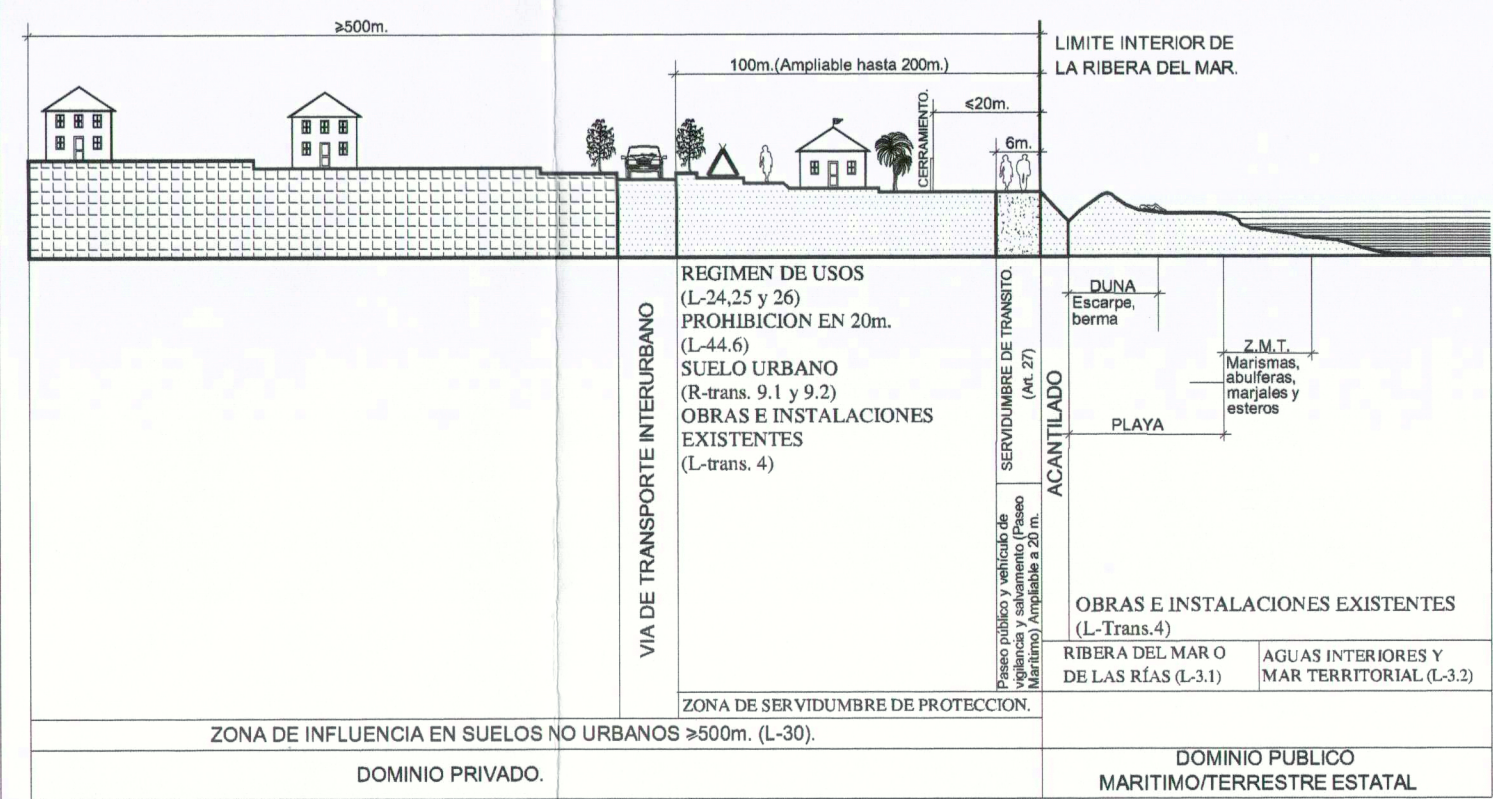 ≥500m.
LIMITE INTERIOR DE
LA RIBERA DEL MAR.
100m.(Ampliable hasta 200m.)
≤20m.
CERRAMIENTO.
6m.
VIA DE TRANSPORTE INTERURBANO
REGIMEN DE USOS
(L-24,25 y 26)
PROHIBICION EN 20m.
(L-44.6)
SUELO URBANO
(R-trans. 9.1 y 9.2)
OBRAS E INSTALACIONES
EXISTENTES
(L-trans. 4)
SERVIDUMBRE DE TRANSITO.
(Art. 27)
Paseo público y vehículo de
vigilancia y salvamento (Paseo
Marítimo) Ampliable a 20 m.
ACANTILADO
DUNA
Escarpe,
berma
Z.M.T.
Marismas,
abulferas,
marjales y
esteros
PLAYA
OBRAS E INSTALACIONES EXISTENTES
(L-Trans.4)
RIBERA DEL MAR O
DE LAS RÍAS (L-3.1)
AGUAS INTERIORES Y
MAR TERRITORIAL (L-3.2)
ZONA DE SERVIDUMBRE DE PROTECCION.
ZONA DE INFLUENCIA EN SUELOS NO URBANOS ≥500m. (L-30).
DOMINIO PRIVADO.
DOMINIO PUBLICO
MARITIMO/TERRESTRE ESTATAL